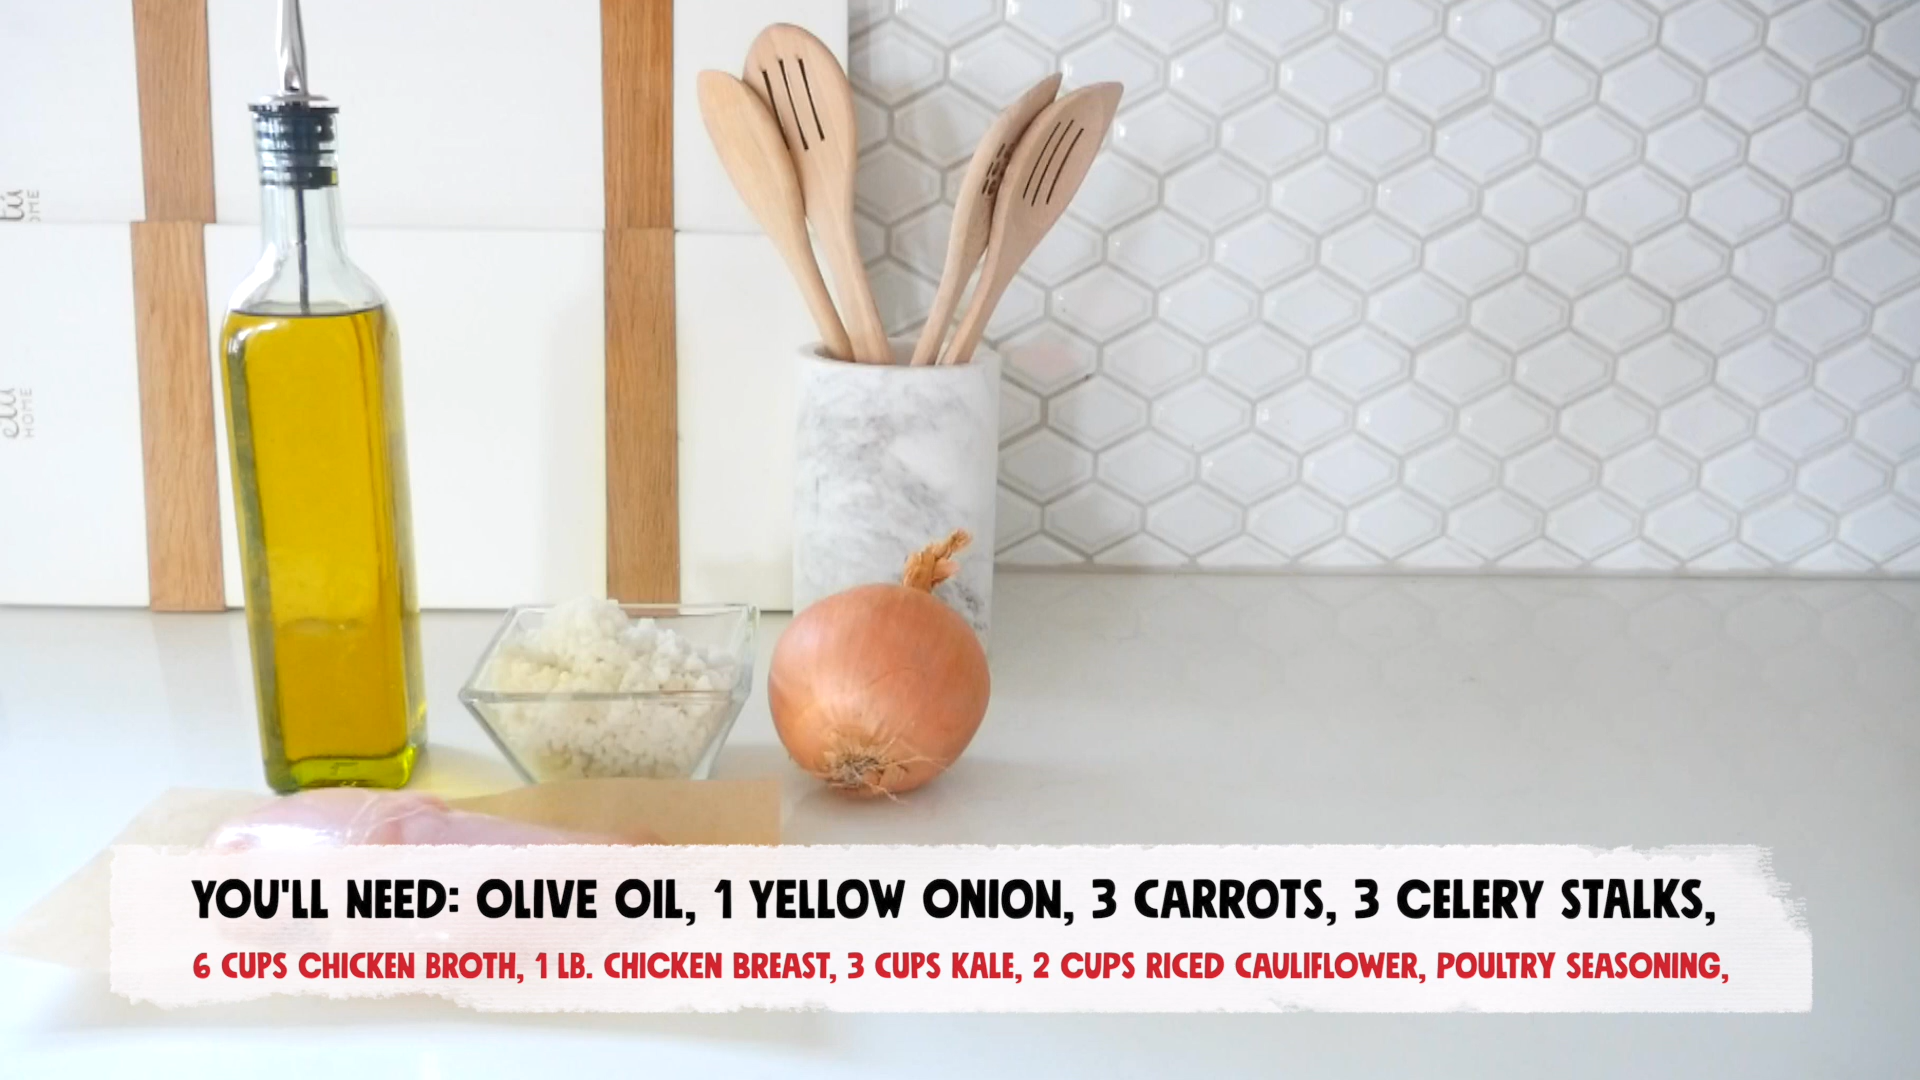 HOME
YOU'LL NEED: OLIVE OIL, 1 YELLOW ONION, 3 CARROTS, 3 CELERY STALKS,
6 CUPS CHICKEN BROTH, 1 LB. CHICKEN BREAST, 3 CUPS KALE, 2 CUPS RICED CAULIFLOWER, POULTRY SEASONING,